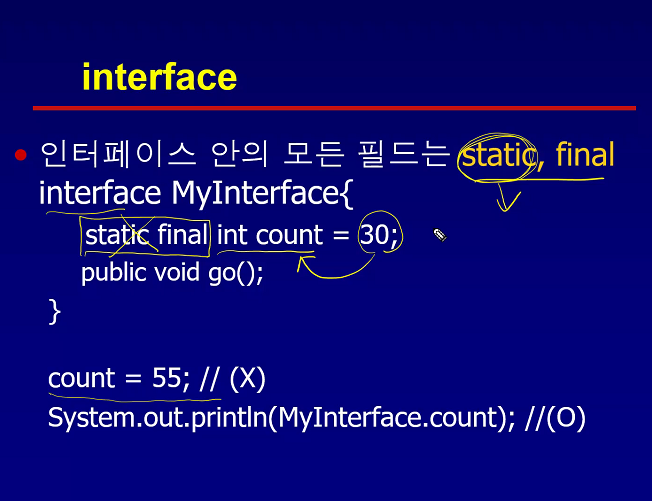 interface
인터페이스 안의 모든 필드는 static, final
interface MyInterface{
static final int count = 30;
public void go();
}
count = 55; // (X)
System.out.println(MyInterface.count); //(O)